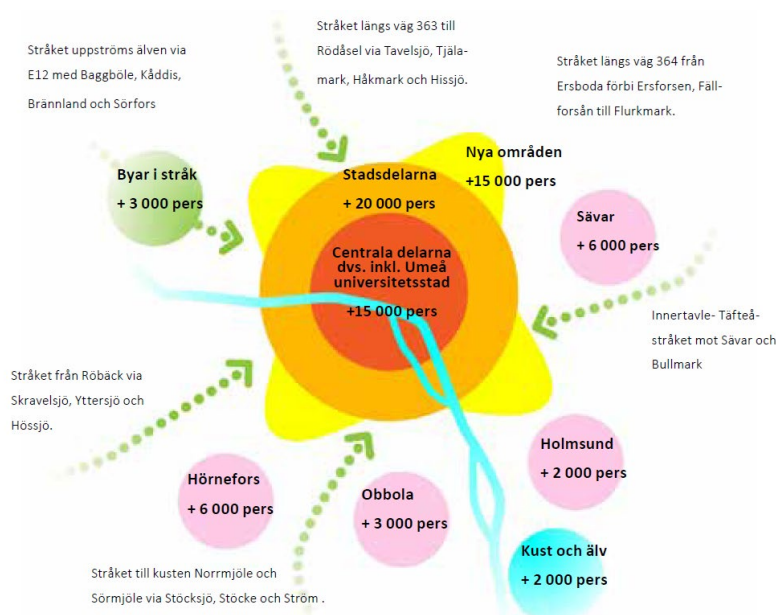 Stråket längs väg 363 till
Rödåsel via Tavelsjö, Tjäla-
mark, Håkmark och Hissjö.
Stråket uppströms älven via
E12 med Baggböle, Kåddis,
Brännland och Sörfors
Stråket längs väg 364 från
Ersboda förbi Ersforsen, Fäll-
forsån till Flurkmark.
Byar i stråk
+ 3 000 pers
Stadsdelarna
+ 20 000 pers
Nya områden
+15 000 pers
Sävar
+ 6 000 pers
Centrala delarna
dvs. inkl. Umeå
universitetsstad
+15 000 pers
Innertavle- Täfteå-
stråket mot Sävar och
Bullmark
Stråket från Röbäck via
Skravelsjö, Yttersjö och
Hössjö.
Hörnefors
+ 6 000 pers
Obbola
+ 3 000 pers
Holmsund
+ 2 000 pers
Kust och älv
+ 2 000 pers
Stråket till kusten Norrmjöle och
Sörmjöle via Stöcksjö, Stöcke och Ström .